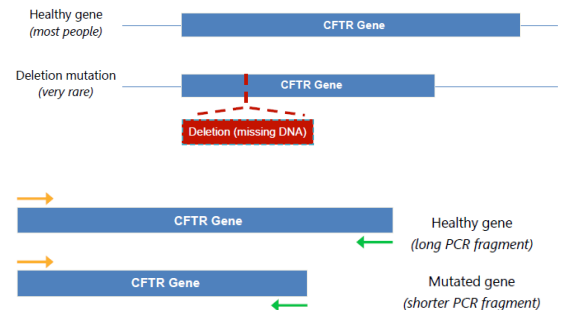 Healthy gene
(most people)
CFTR Gene
Deletion mutation
(very rare)
CFTR Gene
Deletion (missing DNA)
CFTR Gene
Healthy gene
(long PCR fragment)
CFTR Gene
Mutated gene
(shorter PCR fragment)